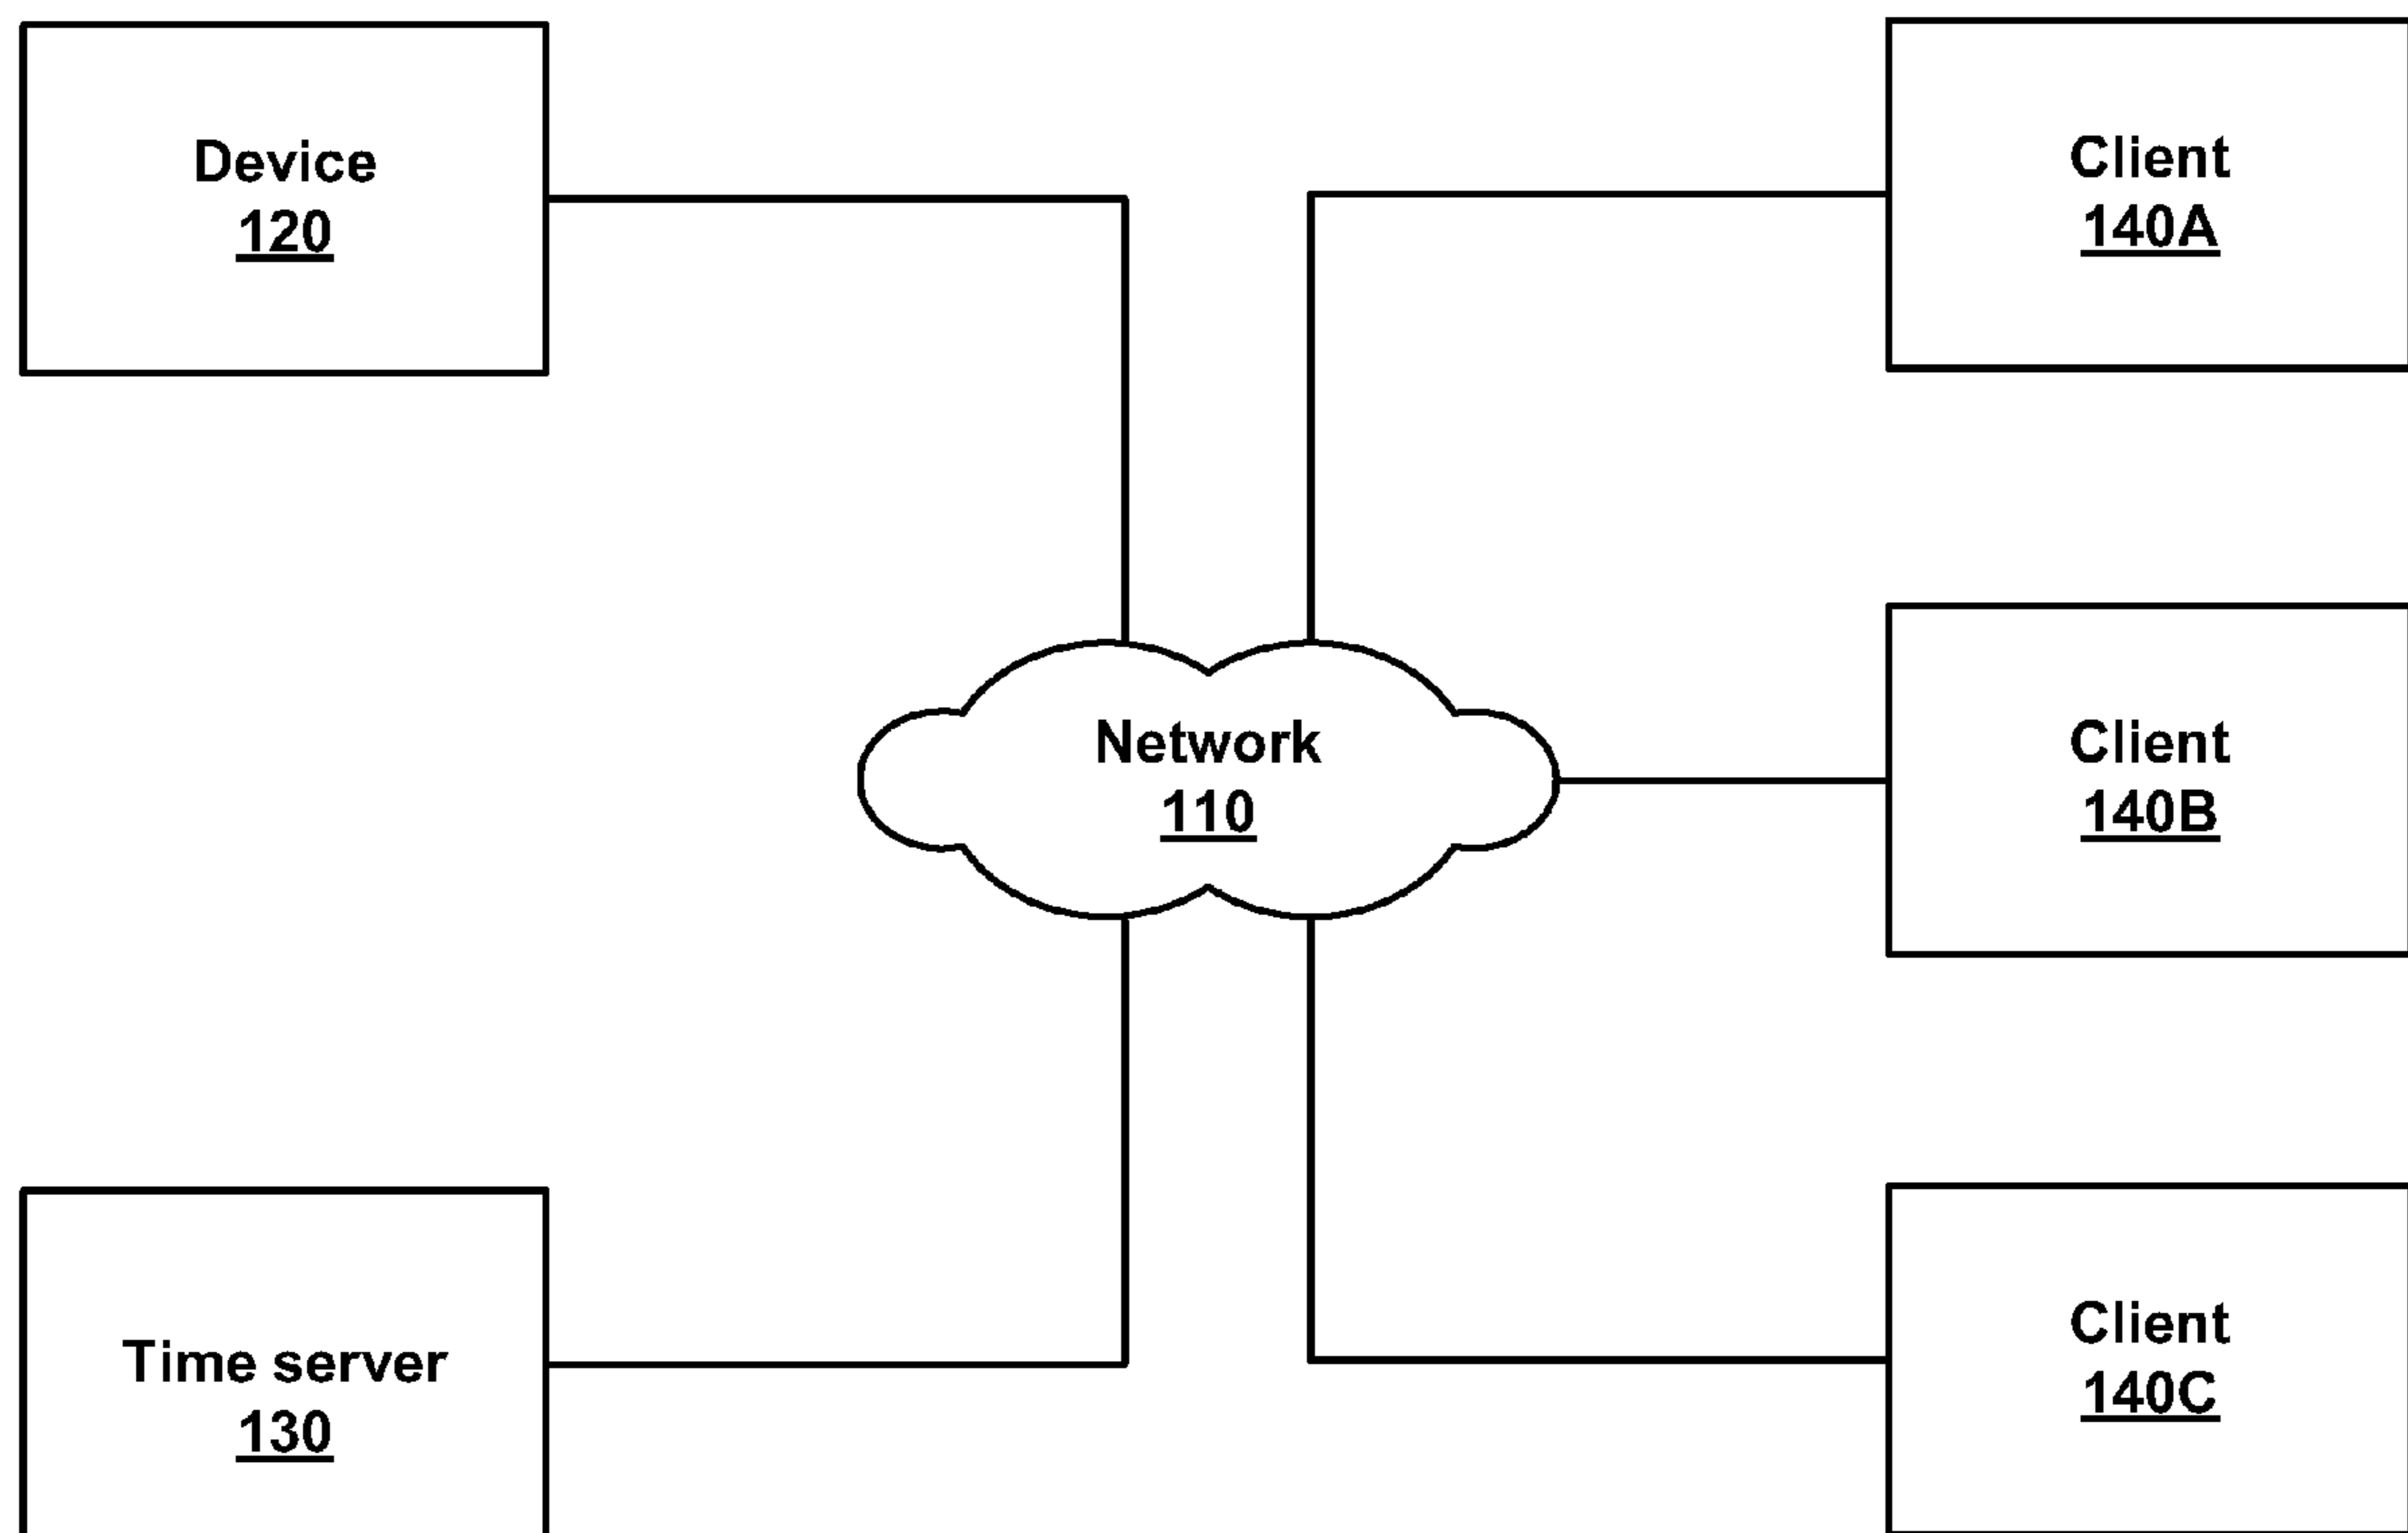 Device
120
Client
140A
Network
110
Client
140B
Time server
130
Client
140C